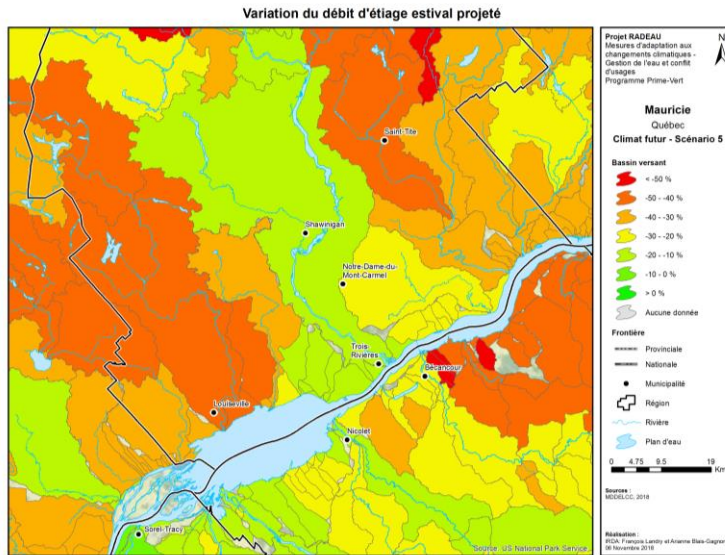 Variation du débit d'étiage estival projeté
Projet RADEAU
Mesures d'adaptation aux
changements climatiques -
Gestion de l'eau et conflit
d'usages
Programme Prime-Vert
N
Mauricie
Québec
Climat futur - Scénario 5
Bassin versant
< -50 %
-50 - -40 %
-40 - -30 %
-30 - -20 %
-20 - -10 %
-10 - 0 %
> 0 %
Aucune donnée
Frontière
Provinciale
Nationale
Municipalité
Région
Rivière
Plan d'eau
0 4.75 9.5 19
Km
Sources :
MDDELCC, 2018
Réalisation :
IRDA: François Landry et Arianne Blais-Gagnon
06 Novembre 2018
Saint-Tite
Shawinigan
Notre-Dame-du-
Mont-Carmel
Trois-
Rivières
Bécancour
Louiseville
Nicolet
Sorel-Tracy
Source: US National Park Service